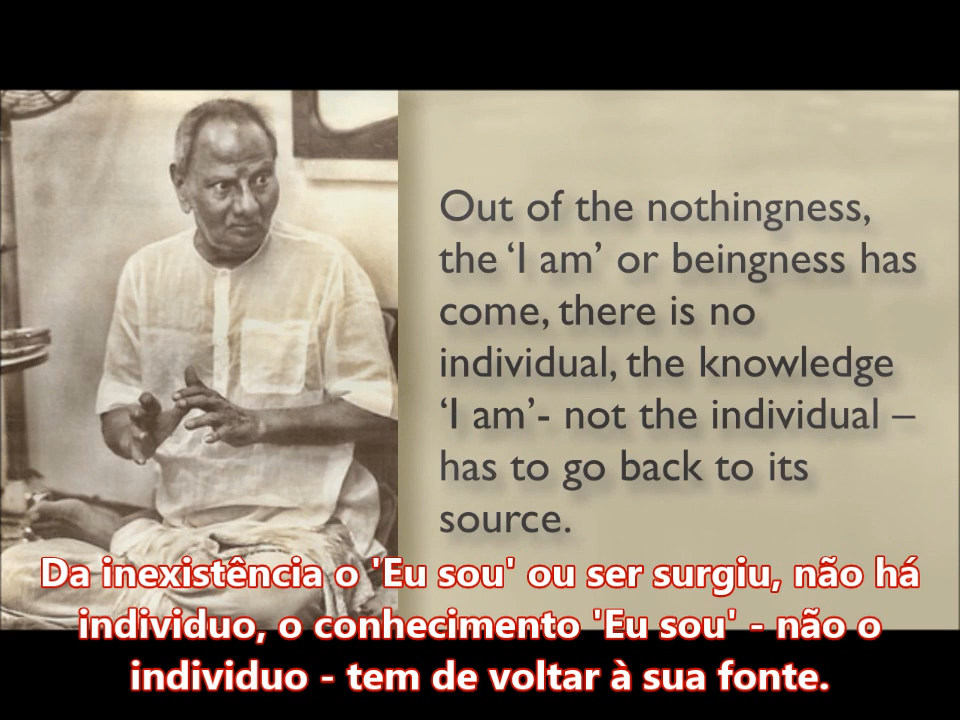 Out of the nothingness,
the ‘I am’ or beingness has
come, there is no
individual, the knowledge
‘I am’- not the individual –
has to go back to its
source.
Da inexistência o 'Eu sou' ou ser surgiu, não há
individuo, o conhecimento 'Eu sou' - não o
individuo - tem de voltar à sua fonte.